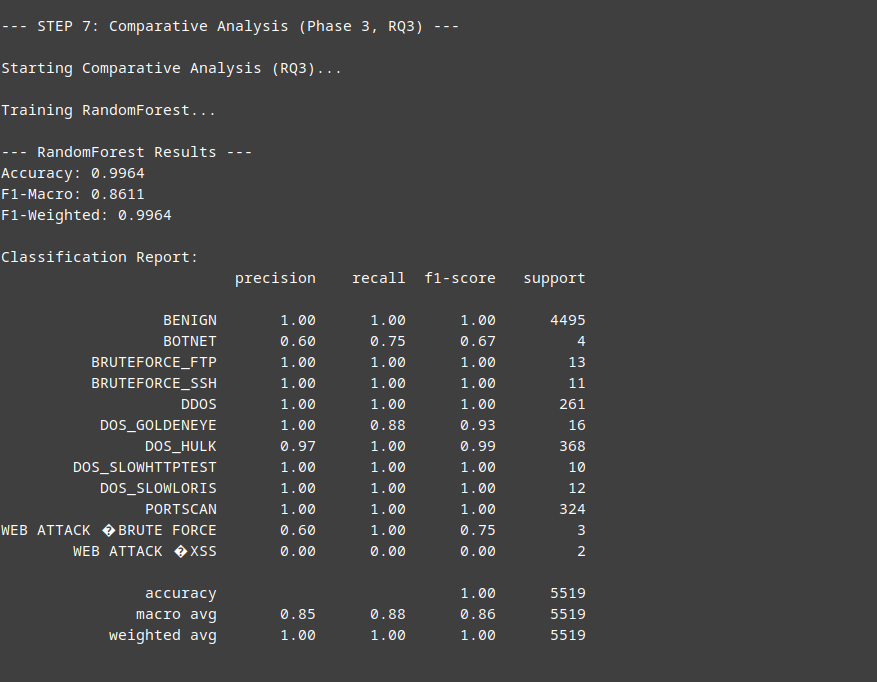 --- STEP 7: Comparative Analysis (Phase 3, RQ3) ---
Starting Comparative Analysis (RQ3)...
Training RandomForest...
--- RandomForest Results ---
Accuracy: 0.9964
F1-Macro: 0.8611
F1-Weighted: 0.9964
Classification Report:
precision recall f1-score support
BENIGN 1.00 1.00 1.00 4495
BOTNET 0.60 0.75 0.67 4
BRUTEFORCE_FTP 1.00 1.00 1.00 13
BRUTEFORCE_SSH 1.00 1.00 1.00 11
DDOS 1.00 1.00 1.00 261
DOS_GOLDENEYE 1.00 0.88 0.93 16
DOS_HULK 0.97 1.00 0.99 368
DOS_SLOWHTTPTEST 1.00 1.00 1.00 10
DOS_SLOWLORIS 1.00 1.00 1.00 12
PORTSCAN 1.00 1.00 1.00 324
WEB ATTACK �BRUTE FORCE 0.60 1.00 0.75 3
WEB ATTACK �XSS 0.00 0.00 0.00 2
accuracy 1.00 5519
macro avg 0.85 0.88 0.86 5519
weighted avg 1.00 1.00 1.00 5519